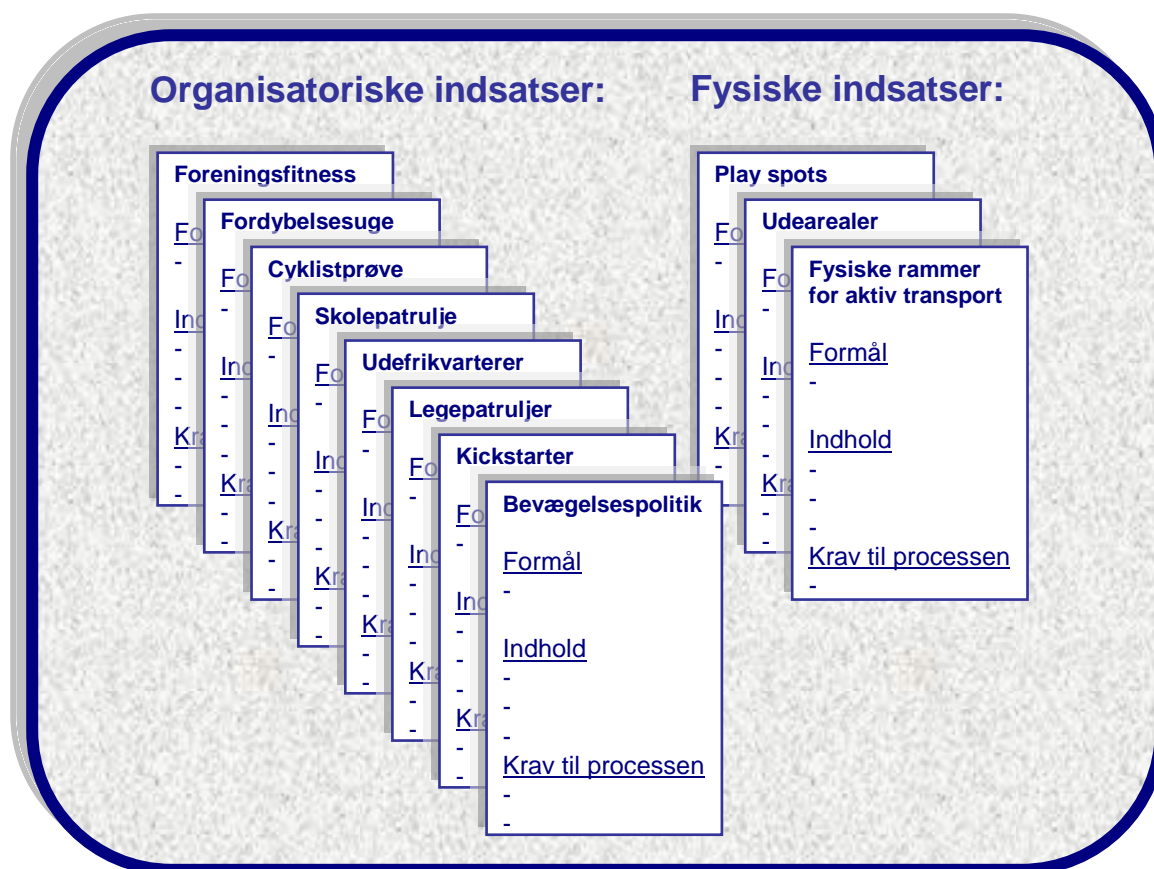 Organisatoriske indsatser:
Foreningsfitness
Fordybelsesuge
Cyklistprøve
Skolepatrulje
Udefrikvarterer
Legepatruljer
Kickstarter
Bevægelsespolitik
Formål
-
Indhold
-
-
-
Krav til processen
-
-
Fysiske indsatser:
Play spots
Udearealer
Fysiske rammer
for aktiv transport
Formål
-
Indhold
-
-
-
Krav til processen
-